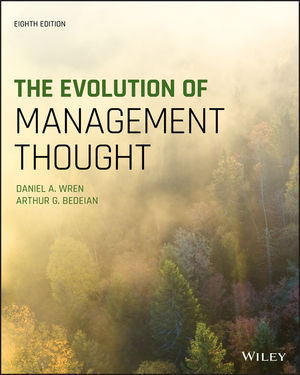 EIGHTH EDITION
THE EVOLUTION OF
MANAGEMENT
THOUGHT
DANIEL A. WREN
ARTHUR G. BEDEIAN
WILEY